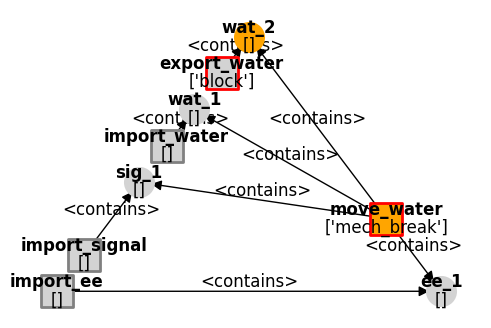 wat_2
<contains>
[]
export_water
['block']
wat_1
<contains>
[]
<contains>
import_water
[]
<contains>
sig_1
[]
<contains>
<contains>
move_water
['mech_break']
import_signal
[]
<contains>
import_ee
[]
<contains>
ee_1
[]